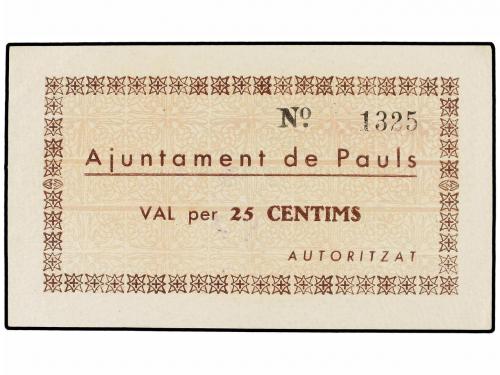 Nº. 1325
Ajuntament de Pauls
VAL per 25 CENTIMS
AUTORITZAT